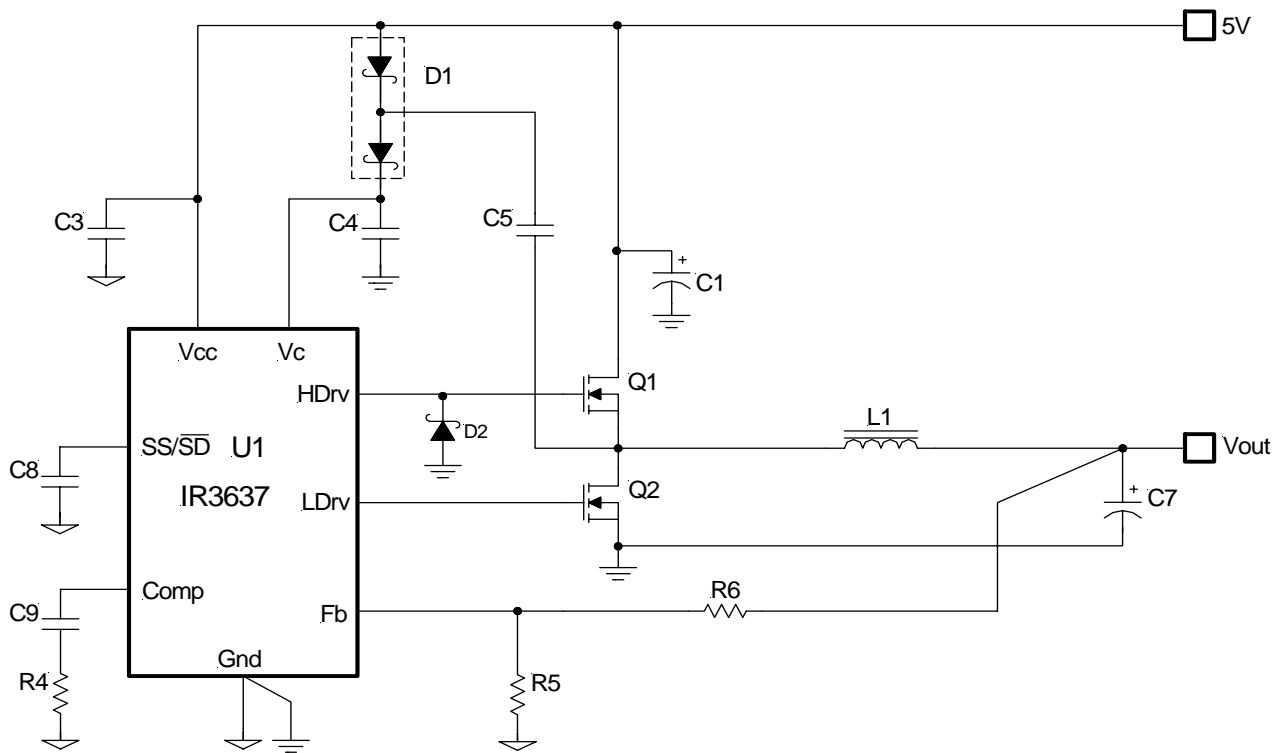 5V
D1
C3
C4
C5
+
C1
Vcc
Vc
HDrv
Q1
D2
L1
SS/SD
U1
Vout
C8
IR3637
LDrv
Q2
+
C7
Comp
R6
C9
Fb
Gnd
R4
R5